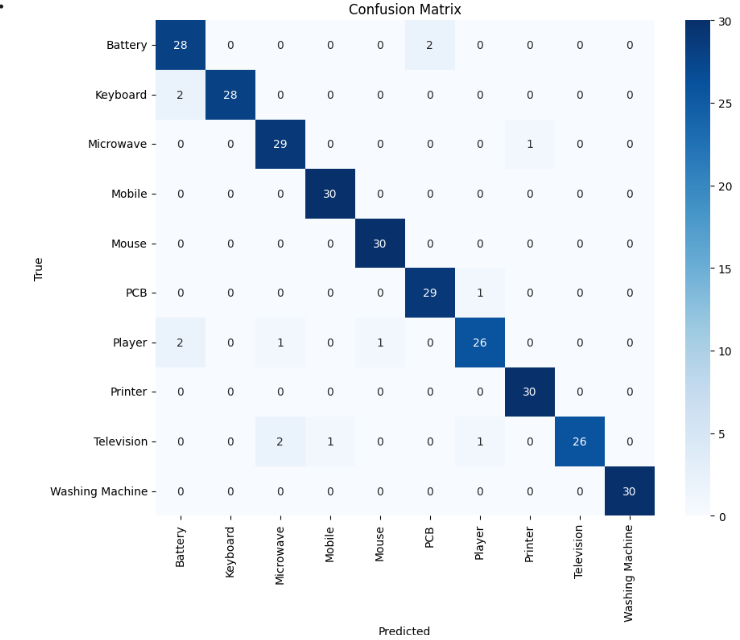 Confusion Matrix
Battery 28 0 0 0 0 2 0 0 0 0
Keyboard 2 28 0 0 0 0 0 0 0 0
Microwave 0 0 29 0 0 0 0 1 0 0
Mobile 0 0 0 30 0 0 0 0 0 0
Mouse 0 0 0 0 30 0 0 0 0 0
PCB 0 0 0 0 0 29 1 0 0 0
Player 2 0 1 1 0 26 0 0 0
Printer 0 0 0 0 0 0 0 30 0 0
Television 0 0 2 1 0 0 1 0 26 0
Washing Machine 0 0 0 0 0 0 0 0 0 30
True
Battery Keyboard Microwave Mobile Mouse PCB Player Printer Television Washing Machine
Predicted
30
25
20
15
10
5
0